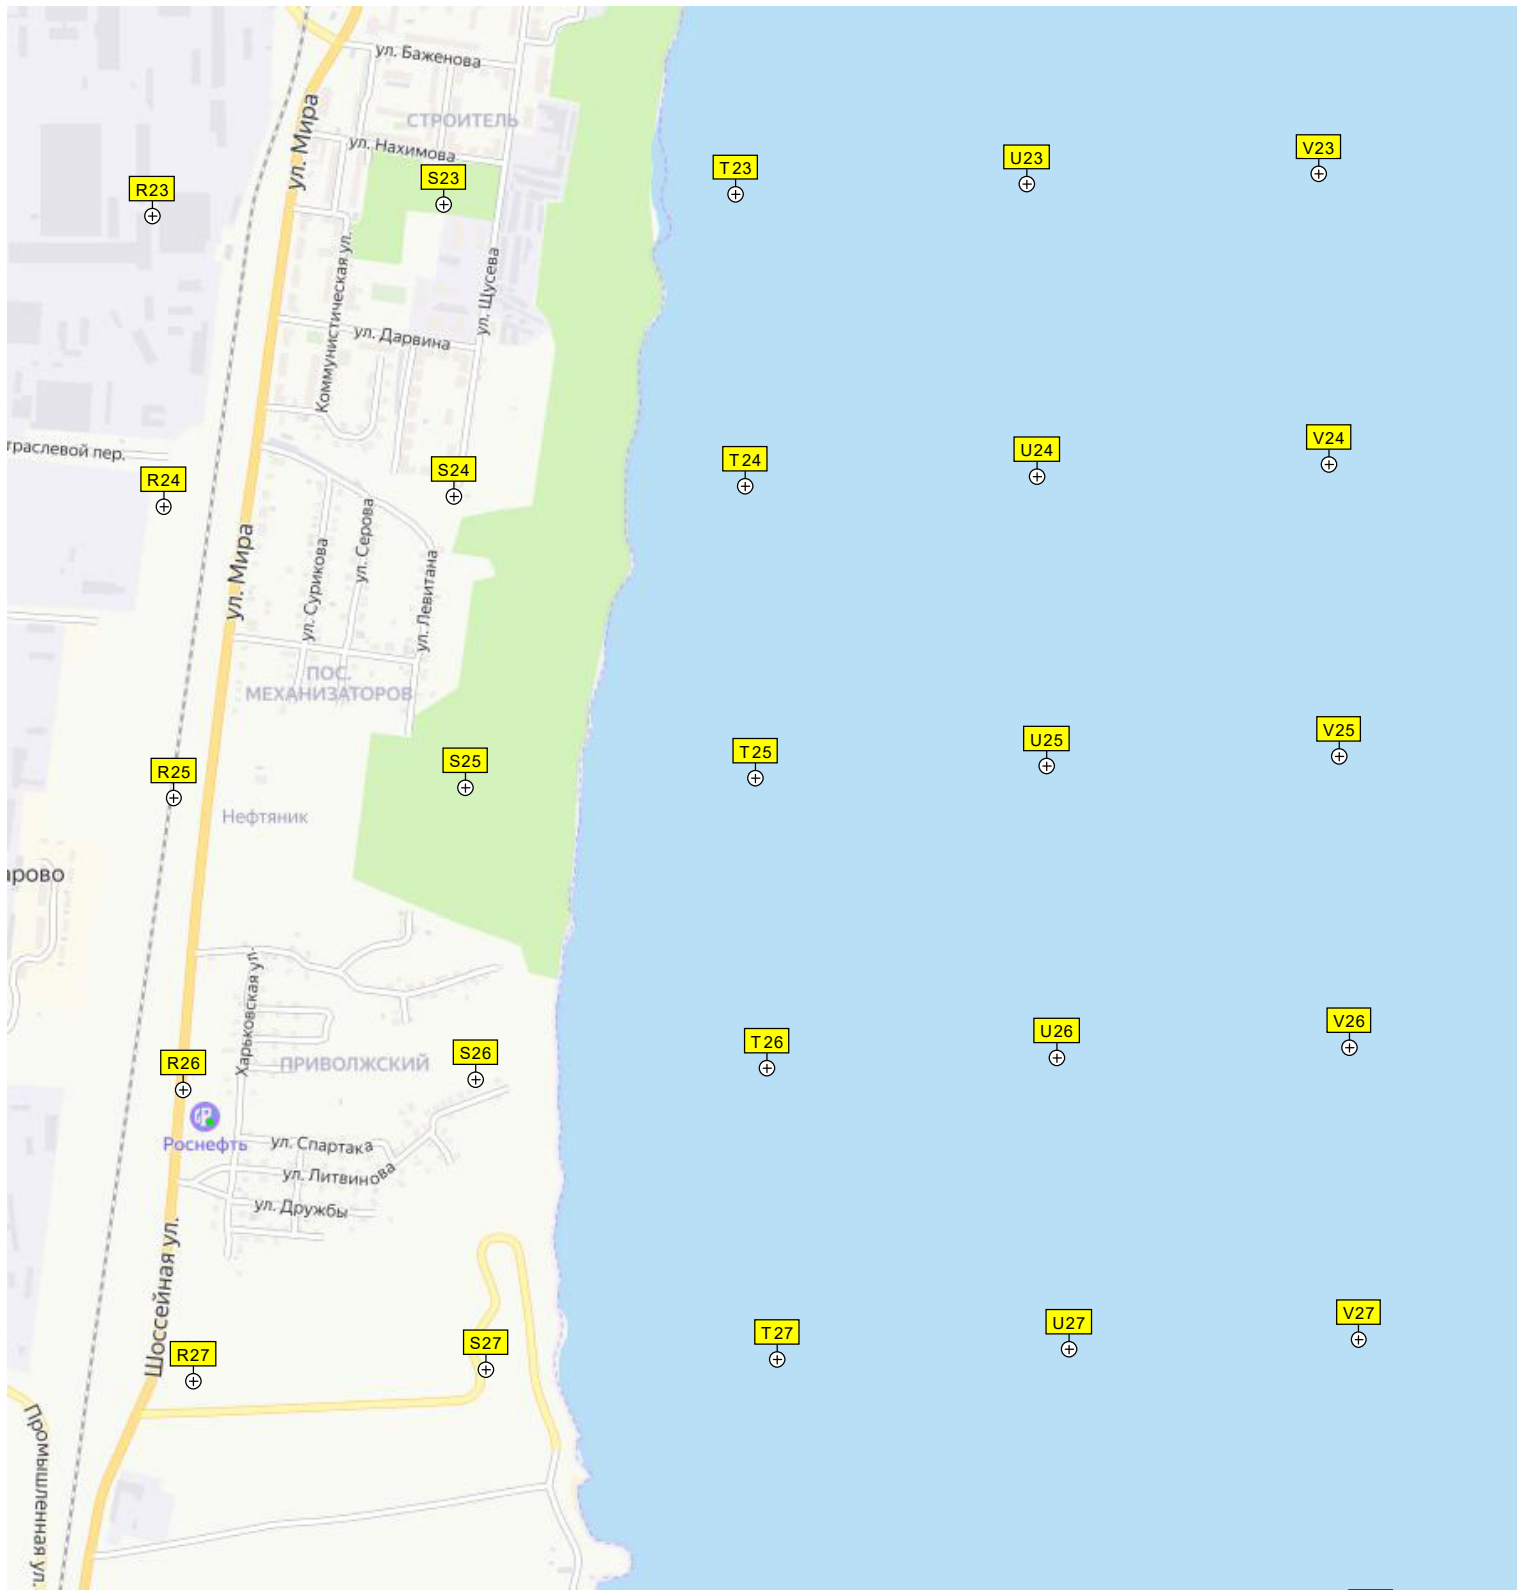 ул. Баженова
ул. Мира
СТРОИТЕЛЬ
ул. Нахимова
R23
S23
T23
U23
V23
Коммунистическая ул.
ул. Щусева
ул. Дарвина
траслевой пер.
R24
S24
T24
U24
V24
ул. Мира
ул. Сурикова
ул. Серова
ул. Левитана
ПОС.
МЕХАНИЗАТОРОВ
R25
S25
T25
U25
V25
Нефтяник
арово
Харьковская ул.
ПРИВОЛЖСКИЙ
R26
S26
T26
U26
V26
Роснефть
ул. Спартака
ул. Литвинова
ул. Дружбы
Шоссейная ул.
R27
S27
T27
U27
V27
Промышленная ул.